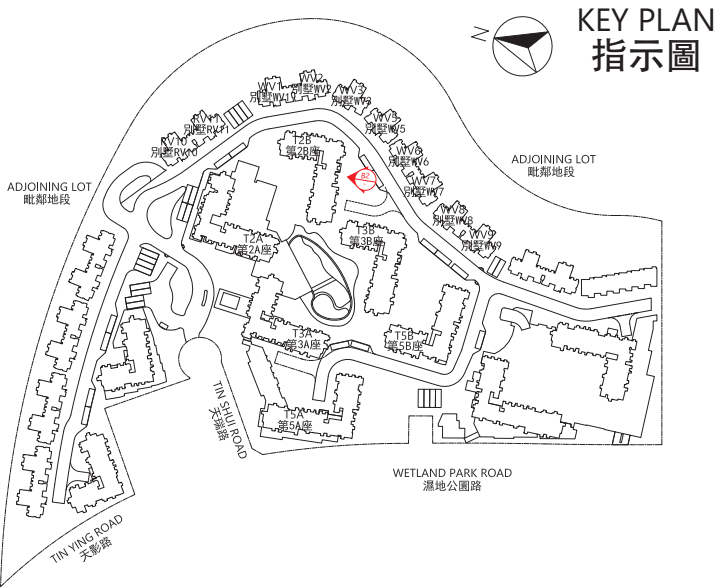 KEY PLAN
指示圖
N
WV1
別墅WV1
WV2
別墅WV2
WV3
別墅WV3
RV11
別墅RV11
RV10
別墅RV10
WV5
別墅WV5
WV6
別墅WV6
WV7
別墅WV7
WV8
別墅WV8
WV9
別墅WV9
T2B
第2B座
B2
ADJOINING LOT
毗鄰地段
ADJOINING LOT
毗鄰地段
T2A
第2A座
T3B
第3B座
T3A
第3A座
T5B
第5B座
T5A
第5A座
TIN SHUI ROAD
天瑞路
WETLAND PARK ROAD
濕地公園路
TIN YING ROAD
天影路